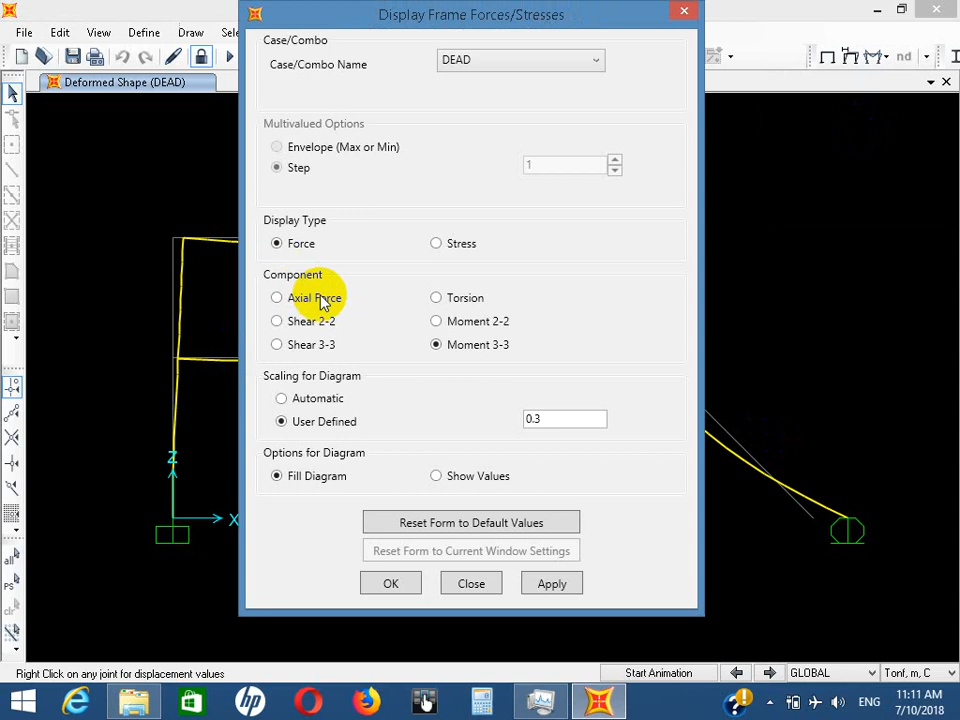 Display Frame Forces/Stresses
File
Edit
View
Define
Draw
nd
Deformed Shape (DEAD)
Case/Combo
Case/Combo Name
DEAD
Multivalued Options
Envelope (Max or Min)
Step
1
Display Type
Force
Stress
Component
Axial Force
Torsion
Shear 2-2
Moment 2-2
Shear 3-3
Moment 3-3
Scaling for Diagram
Automatic
User Defined
0.3
Options for Diagram
Fill Diagram
Show Values
Reset Form to Default Values
Reset Form to Current Window Settings
OK
Close
Apply
Z
X
all
PS
Right Click on any joint for displacement values
Start Animation
GLOBAL
Tonf, m, C
ENG
11:11 AM
7/10/2018